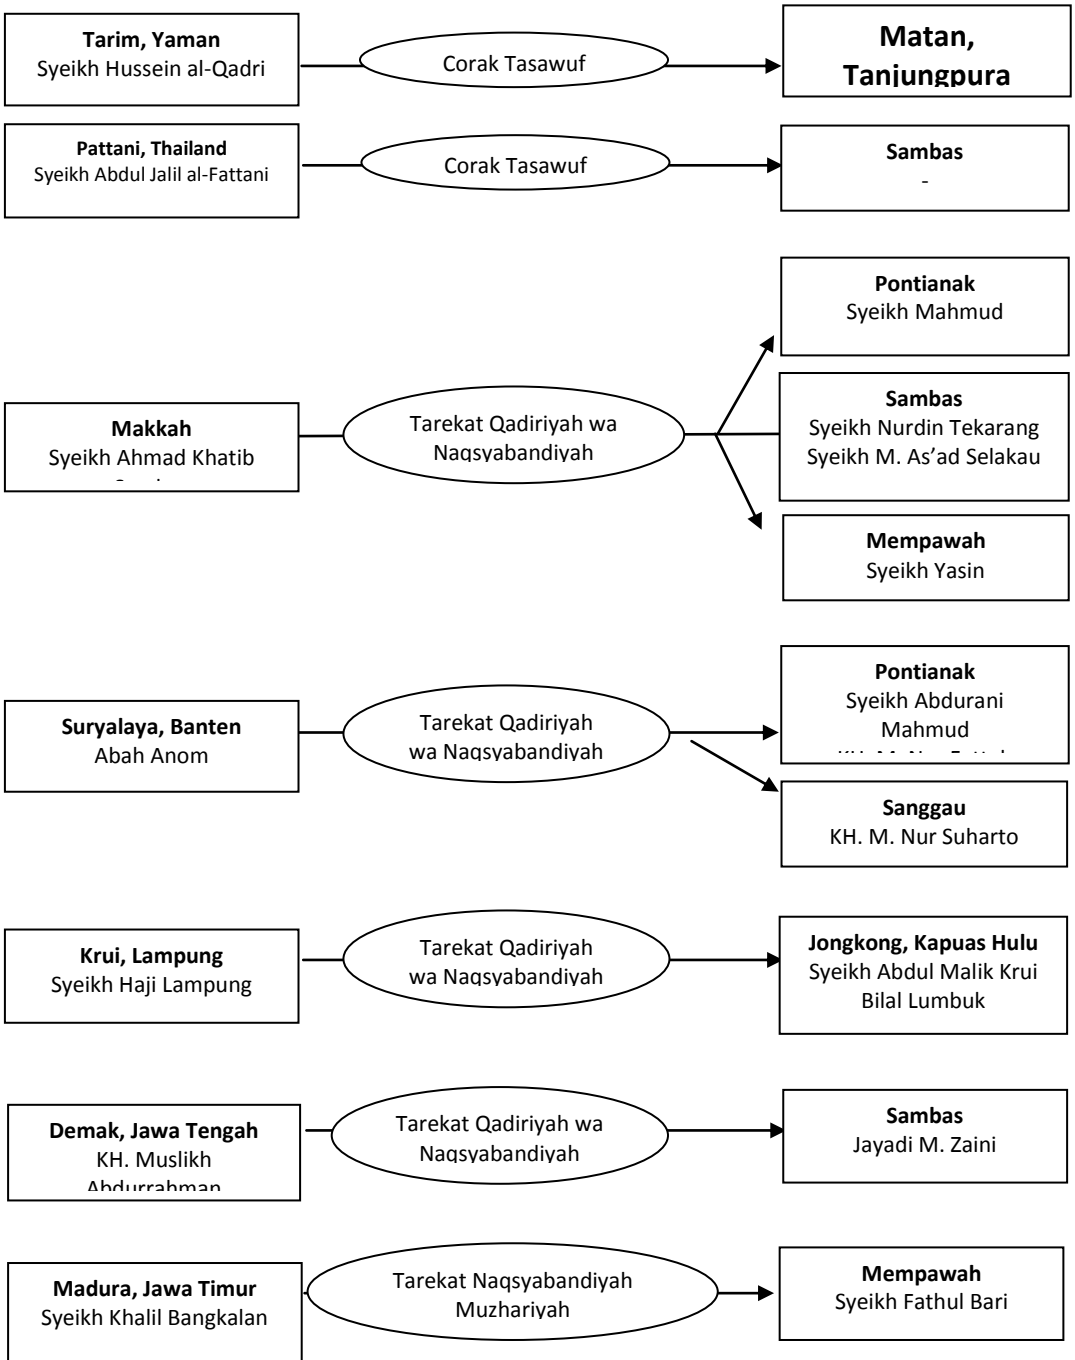 Tarim, Yaman
Syeikh Hussein al-Qadri
Corak Tasawuf
Matan,
Tanjungpura
Pattani, Thailand
Syeikh Abdul Jalil al-Fattani
Corak Tasawuf
Sambas
-
Makkah
Syeikh Ahmad Khatib
Tarekat Qadiriyah wa
Naqsyabandiyah
Pontianak
Syeikh Mahmud
Sambas
Syeikh Nurdin Tekarang
Syeikh M. As’ad Selakau
Mempawah
Syeikh Yasin
Suryalaya, Banten
Abah Anom
Tarekat Qadiriyah
wa Naqsyabandiyah
Pontianak
Syeikh Abdurani
Mahmud
Sanggau
KH. M. Nur Suharto
Krui, Lampung
Syeikh Haji Lampung
Tarekat Qadiriyah
wa Naqsyabandiyah
Jongkong, Kapuas Hulu
Syeikh Abdul Malik Krui
Bilal Lumbuk
Demak, Jawa Tengah
KH. Muslikh
Abdurrahman
Tarekat Qadiriyah wa
Naqsyabandiyah
Sambas
Jayadi M. Zaini
Madura, Jawa Timur
Syeikh Khalil Bangkalan
Tarekat Naqsyabandiyah
Muzhariyah
Mempawah
Syeikh Fathul Bari